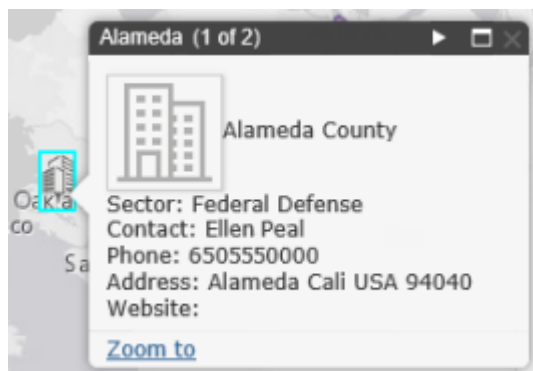 Alameda (1 of 2)
Alameda County
Sector: Federal Defense
Contact: Ellen Peal
Phone: 6505550000
Address: Alameda Cali USA 94040
Website:
Zoom to
co
Sa